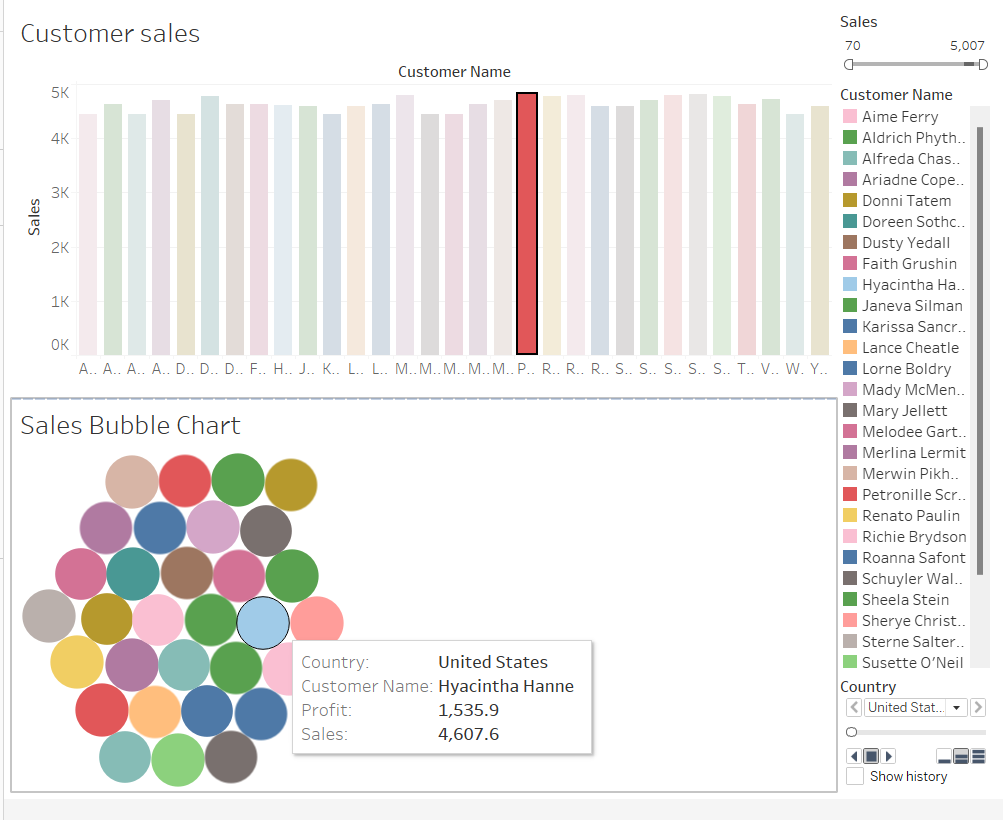 Customer sales
Customer Name
Sales
5K
4K
3K
2K
1K
0K
A.. A.. A.. A.. D.. D.. D.. F.. H.. J.. K.. L.. L.. M.. M.. M.. M.. M.. P.. R.. R.. R.. S.. S.. S.. S.. S.. T.. V.. W.. Y..
Sales Bubble Chart
Country: United States
Customer Name: Hyacintha Hanne
Profit: 1,535.9
Sales: 4,607.6
Sales
70 5,007
Customer Name
Aime Ferry
Aldrich Phyth..
Alfreda Chas..
Ariadne Cope..
Donni Tatem
Doreen Sothc..
Dusty Yedall
Faith Grushin
Hyacintha Ha..
Janeva Silman
Karissa Sancr..
Lance Cheatle
Lorne Boldry
Mady McMen..
Mary Jellett
Melodee Gart..
Merlina Lermit
Merwin Pikh..
Petronille Scr..
Renato Paulin
Richie Brydson
Roanna Safont
Schuyler Wal..
Sheela Stein
Sherye Christ..
Sterne Salter..
Susette O’Neil
Country
United Stat...
Show history